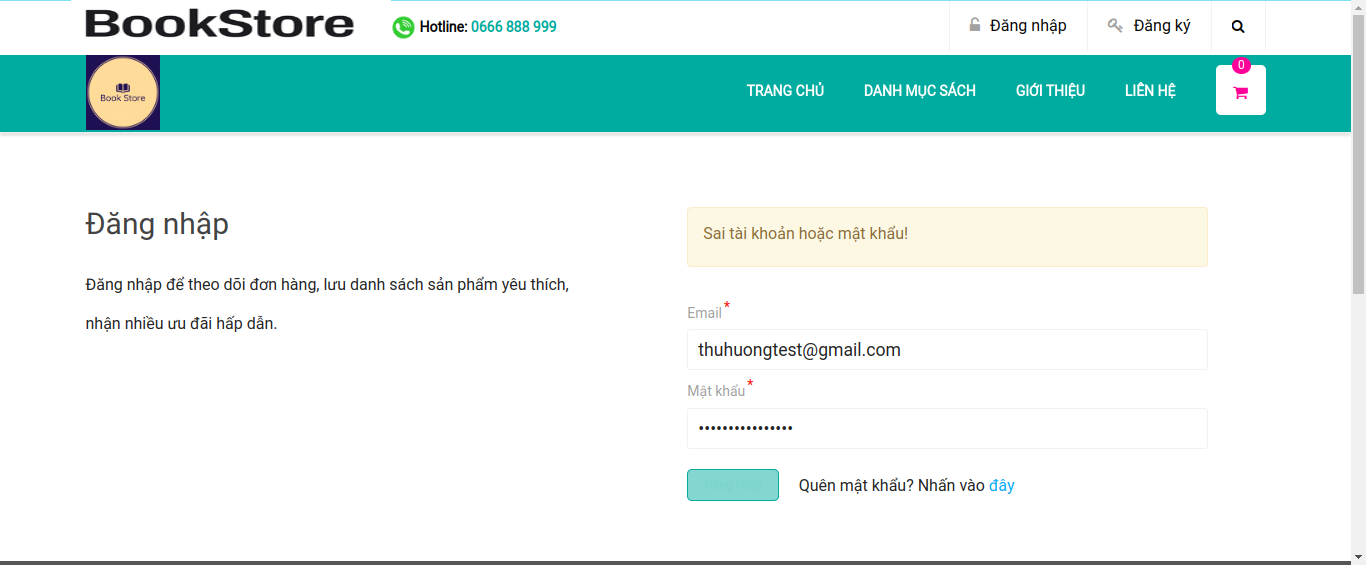 BookStore
Hotline: 0666 888 999
Đăng nhập
Đăng ký
Book Store
TRANG CHỦ
DANH MỤC SÁCH
GIỚI THIỆU
LIÊN HỆ
0
Đăng nhập
Đăng nhập để theo dõi đơn hàng, lưu danh sách sản phẩm yêu thích,
nhận nhiều ưu đãi hấp dẫn.
Sai tài khoản hoặc mật khẩu!
Email *
thuhuongtest@gmail.com
Mật khẩu *
••••••••••••••••
Quên mật khẩu? Nhấn vào đây